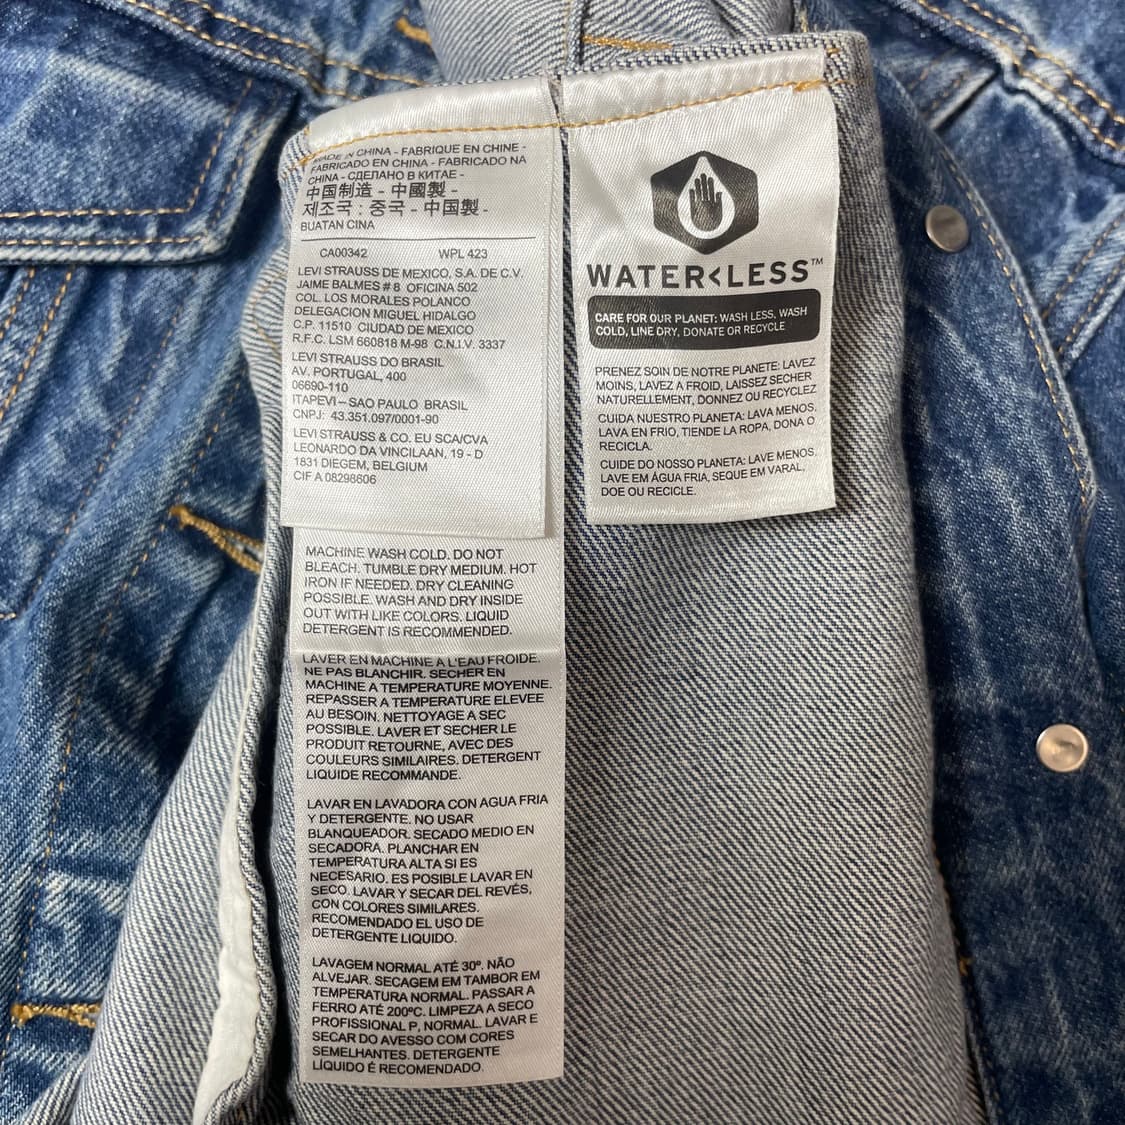 MADE IN CHINA - FABRIQUE EN CHINE -
FABRICADO EN CHINA - FABRICADO NA
CHINA - СДЕЛАНО В КИТАЕ -
中国制造 - 中國製 -
제조국 : 중국 - 中国製 -
BUATAN CINA
CA00342 WPL 423
LEVI STRAUSS DE MEXICO, S.A. DE C.V.
JAIME BALMES # 8 OFICINA 502
COL. LOS MORALES POLANCO
DELEGACION MIGUEL HIDALGO
C.P. 11510 CIUDAD DE MEXICO
R.F.C. LSM 660818 M-98 C.N.I.V. 3337
LEVI STRAUSS DO BRASIL
AV. PORTUGAL, 400
06690-110
ITAPEVI – SAO PAULO BRASIL
CNPJ: 43.351.097/0001-90
LEVI STRAUSS & CO. EU SCA/CVA
LEONARDO DA VINCILAAN, 19 - D
1831 DIEGEM, BELGIUM
CIF A 08298606
MACHINE WASH COLD. DO NOT
BLEACH. TUMBLE DRY MEDIUM. HOT
IRON IF NEEDED. DRY CLEANING
POSSIBLE. WASH AND DRY INSIDE
OUT WITH LIKE COLORS. LIQUID
DETERGENT IS RECOMMENDED.
LAVER EN MACHINE A L'EAU FROIDE.
NE PAS BLANCHIR. SECHER EN
MACHINE A TEMPERATURE MOYENNE.
REPASSER A TEMPERATURE ELEVEE
AU BESOIN. NETTOYAGE A SEC
POSSIBLE. LAVER ET SECHER LE
PRODUIT RETOURNE, AVEC DES
COULEURS SIMILAIRES. DETERGENT
LIQUIDE RECOMMANDE.
LAVAR EN LAVADORA CON AGUA FRIA
Y DETERGENTE. NO USAR
BLANQUEADOR. SECADO MEDIO EN
SECADORA. PLANCHAR EN
TEMPERATURA ALTA SI ES
NECESARIO. ES POSIBLE LAVAR EN
SECO. LAVAR Y SECAR DEL REVÉS,
CON COLORES SIMILARES.
RECOMENDADO EL USO DE
DETERGENTE LIQUIDO.
LAVAGEM NORMAL ATÉ 30º. NÃO
ALVEJAR. SECAGEM EM TAMBOR EM
TEMPERATURA NORMAL. PASSAR A
FERRO ATÉ 200ºC. LIMPEZA A SECO
PROFISSIONAL P, NORMAL. LAVAR E
SECAR DO AVESSO COM CORES
SEMELHANTES. DETERGENTE
LÍQUIDO É RECOMENDADO.
WATER<LESS™
CARE FOR OUR PLANET: WASH LESS, WASH
COLD, LINE DRY, DONATE OR RECYCLE
PRENEZ SOIN DE NOTRE PLANETE: LAVEZ
MOINS, LAVEZ A FROID, LAISSEZ SECHER
NATURELLEMENT, DONNEZ OU RECYCLEZ
CUIDA NUESTRO PLANETA: LAVA MENOS.
LAVA EN FRIO, TIENDE LA ROPA, DONA O
RECICLA.
CUIDE DO NOSSO PLANETA: LAVE MENOS.
LAVE EM ÁGUA FRIA, SEQUE EM VARAL,
DOE OU RECICLE.